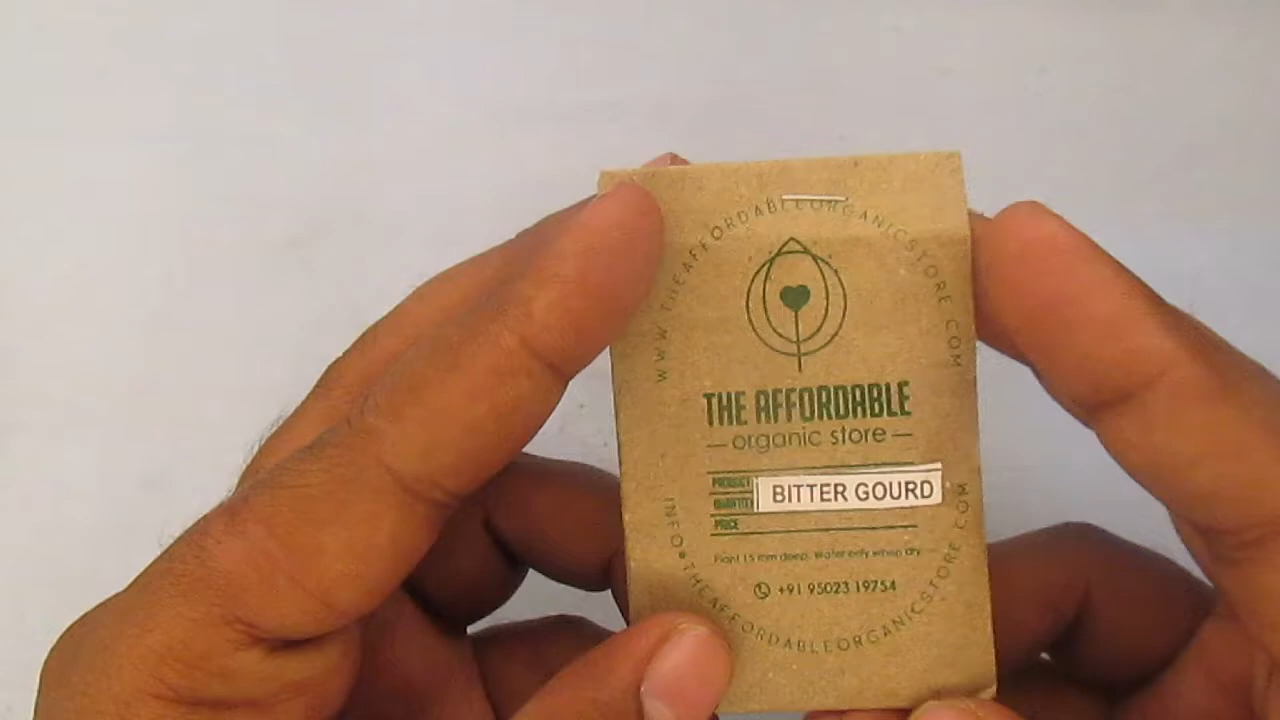 WWW.THEAFFORDABLEORGANICSTORE.COM
THE AFFORDABLE
organic store
PRODUCT
BITTER GOURD
QUANTITY
PRICE
Plant 15 mm deep. Water only when dry
+91 95023 19754
INFO@THEAFFORDABLEORGANICSTORE.COM